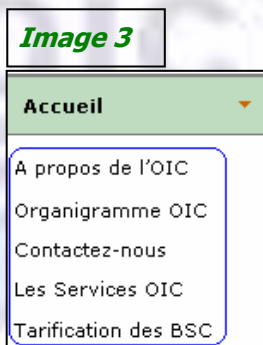 Image 3
Accueil
A propos de l'OIC
Organigramme OIC
Contactez-nous
Les Services OIC
Tarification des BSC